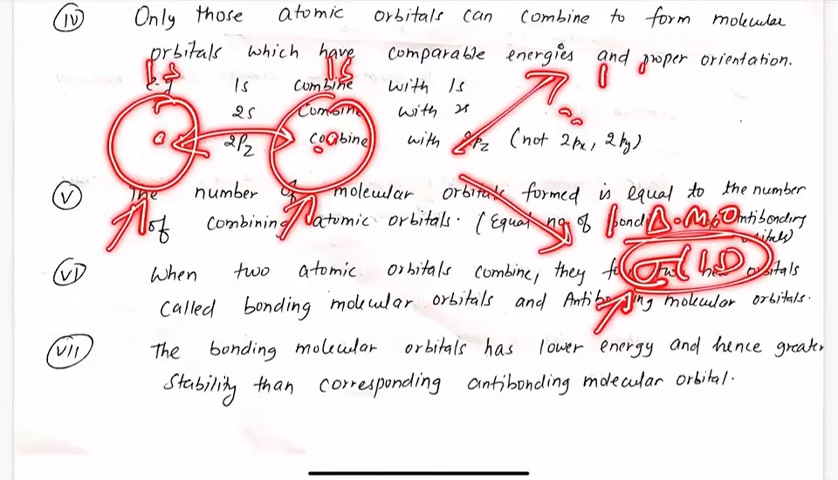 (iv) Only those atomic orbitals can combine to form molecular
orbitals which have comparable energies and proper orientation.
1s 1s
e.g 1s combine with 1s
2s Combine with 2s
2Pz combine with 2Pz (not 2px, 2py)
(v) The number of molecular orbitals formed is equal to the number
of combining atomic orbitals. (Equal no. of bonding Antibonding
(vi) When two atomic orbitals combine, they orbitals
Called bonding molecular orbitals and Antibonding molecular orbitals.
(vii) The bonding molecular orbitals has lower energy and hence greater
Stability than corresponding antibonding molecular orbital.